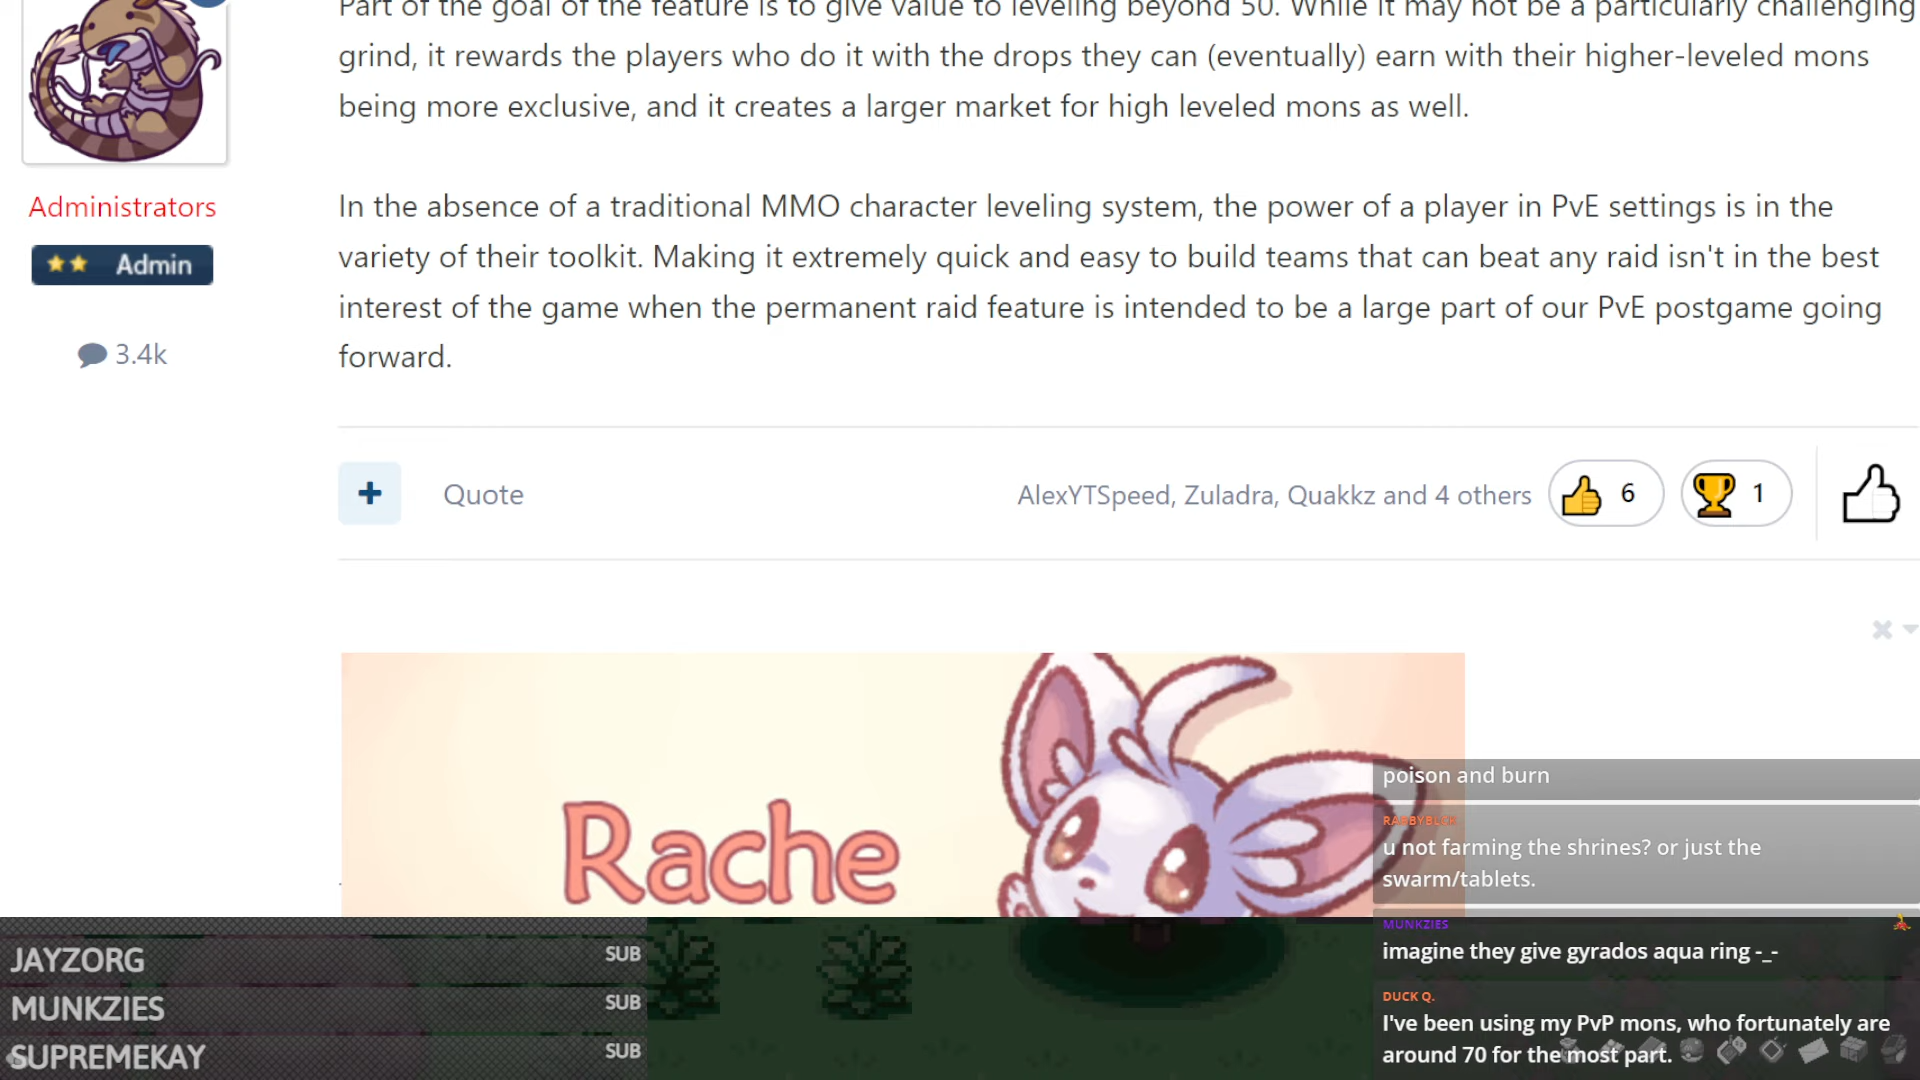 Part of the goal of the feature is to give value to leveling beyond 50. While it may not be a particularly challenging
grind, it rewards the players who do it with the drops they can (eventually) earn with their higher-leveled mons
being more exclusive, and it creates a larger market for high leveled mons as well.
Administrators
Admin
3.4k
In the absence of a traditional MMO character leveling system, the power of a player in PvE settings is in the
variety of their toolkit. Making it extremely quick and easy to build teams that can beat any raid isn't in the best
interest of the game when the permanent raid feature is intended to be a large part of our PvE postgame going
forward.
Quote
AlexYTSpeed, Zuladra, Quakkz and 4 others
6
1
Rache
poison and burn
u not farming the shrines? or just the
swarm/tablets.
MUNKZIES
imagine they give gyrados aqua ring -_-
DUCK Q.
I've been using my PvP mons, who fortunately are
around 70 for the most part.
JAYZORG SUB
MUNKZIES SUB
SUPREMEKAY SUB